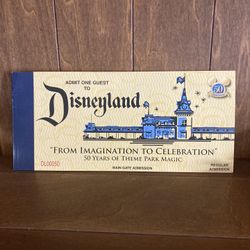 ADMIT ONE GUEST
TO
Disneyland
50
"FROM IMAGINATION TO CELEBRATION"
50 YEARS OF THEME PARK MAGIC
DL00050
MAIN GATE ADMISSION
REGULAR
ADMISSION